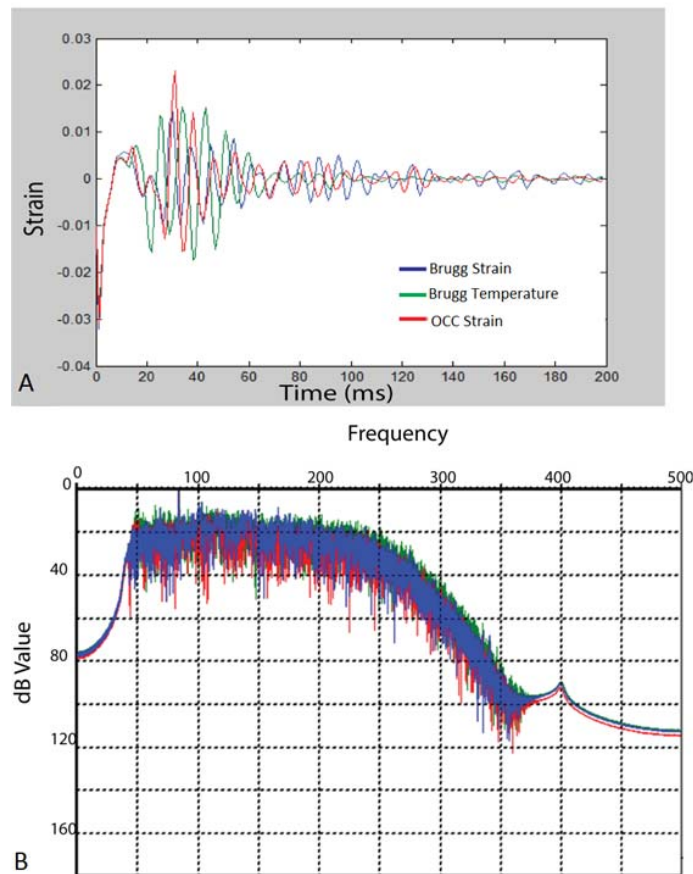 0.03
0.02
0.01
0
-0.01
-0.02
-0.03
-0.04
Strain
Brugg Strain
Brugg Temperature
OCC Strain
0 20 40 60 80 100 120 140 160 180 200
Time (ms)
A
Frequency
0 100 200 300 400 500
0
40
80
120
160
dB Value
B